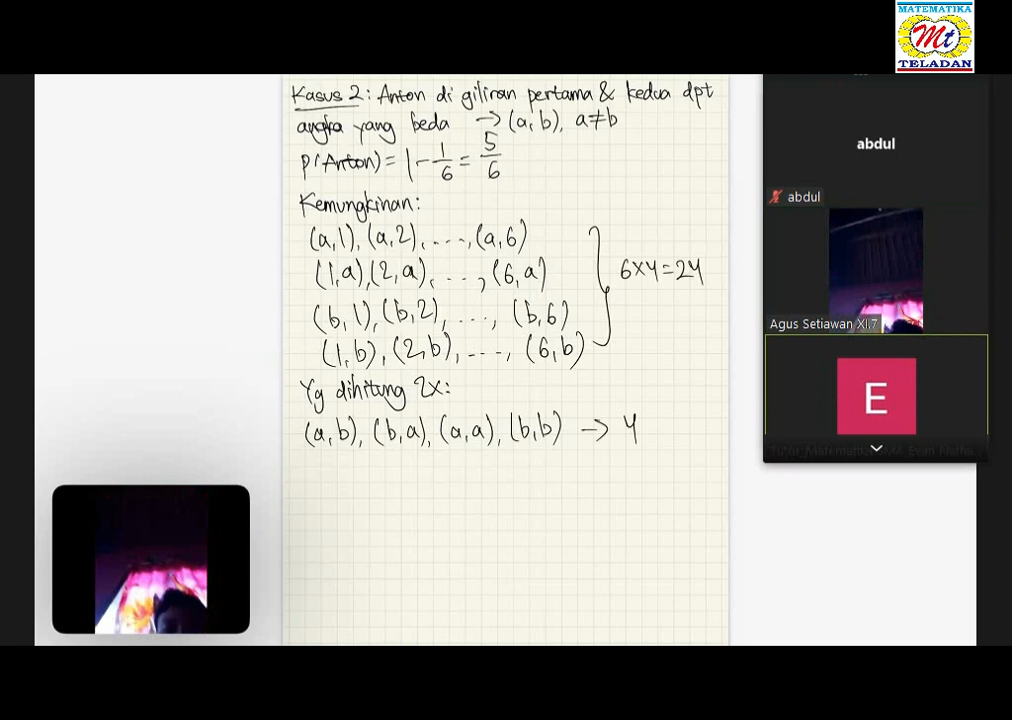 MATEMATIKA
Mt
TELADAN
Kasus 2: Anton di giliran pertama & kedua dpt
angka yang beda → (a,b), a≠b
P(Anton) = 1 - 1/6 = 5/6
Kemungkinan:
(a,1), (a,2), ..., (a,6)
(1,a), (2,a), ..., (6,a)
(b,1), (b,2), ..., (b,6)
(1,b), (2,b), ..., (6,b)
6×4=24
Yg dihitung 2x:
(a,b), (b,a), (a,a), (b,b) → 4
abdul
abdul
Agus Setiawan XI.7
E